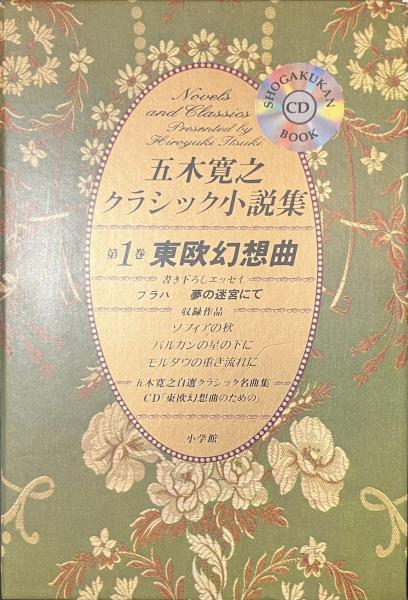 Novels
and Classics
Presented by
Hiroyuki Itsuki
SHOGAKUKAN
CD
BOOK
五木寛之
クラシック小説集
第1巻 東欧幻想曲
書き下ろしエッセイ
プラハ 夢の迷宮にて
収録作品
ソフィアの秋
バルカンの星の下に
モルダウの重き流れに
五木寛之自選クラシック名曲集
CD「東欧幻想曲のための」
小学館